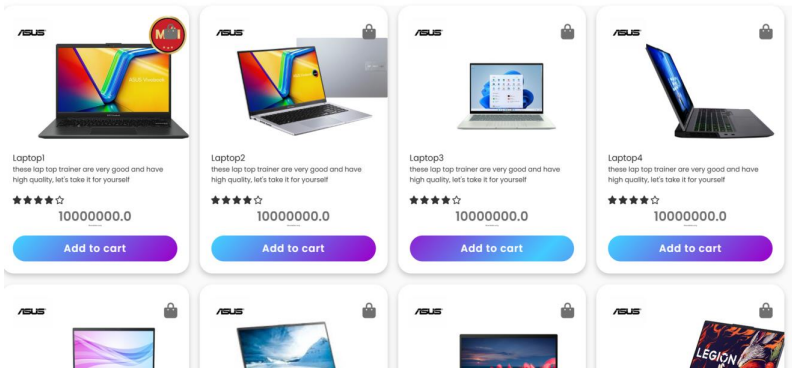 ASUS
ASUS
ASUS
ASUS
ASUS Vivobook
Laptop1
these lap top trainer are very good and have
high quality, let's take it for yourself
10000000.0
Add to cart
Laptop2
these lap top trainer are very good and have
high quality, let's take it for yourself
10000000.0
Add to cart
Laptop3
these lap top trainer are very good and have
high quality, let's take it for yourself
10000000.0
Add to cart
Laptop4
these lap top trainer are very good and have
high quality, let's take it for yourself
10000000.0
Add to cart
ASUS
ASUS
ASUS
ASUS
LEGION